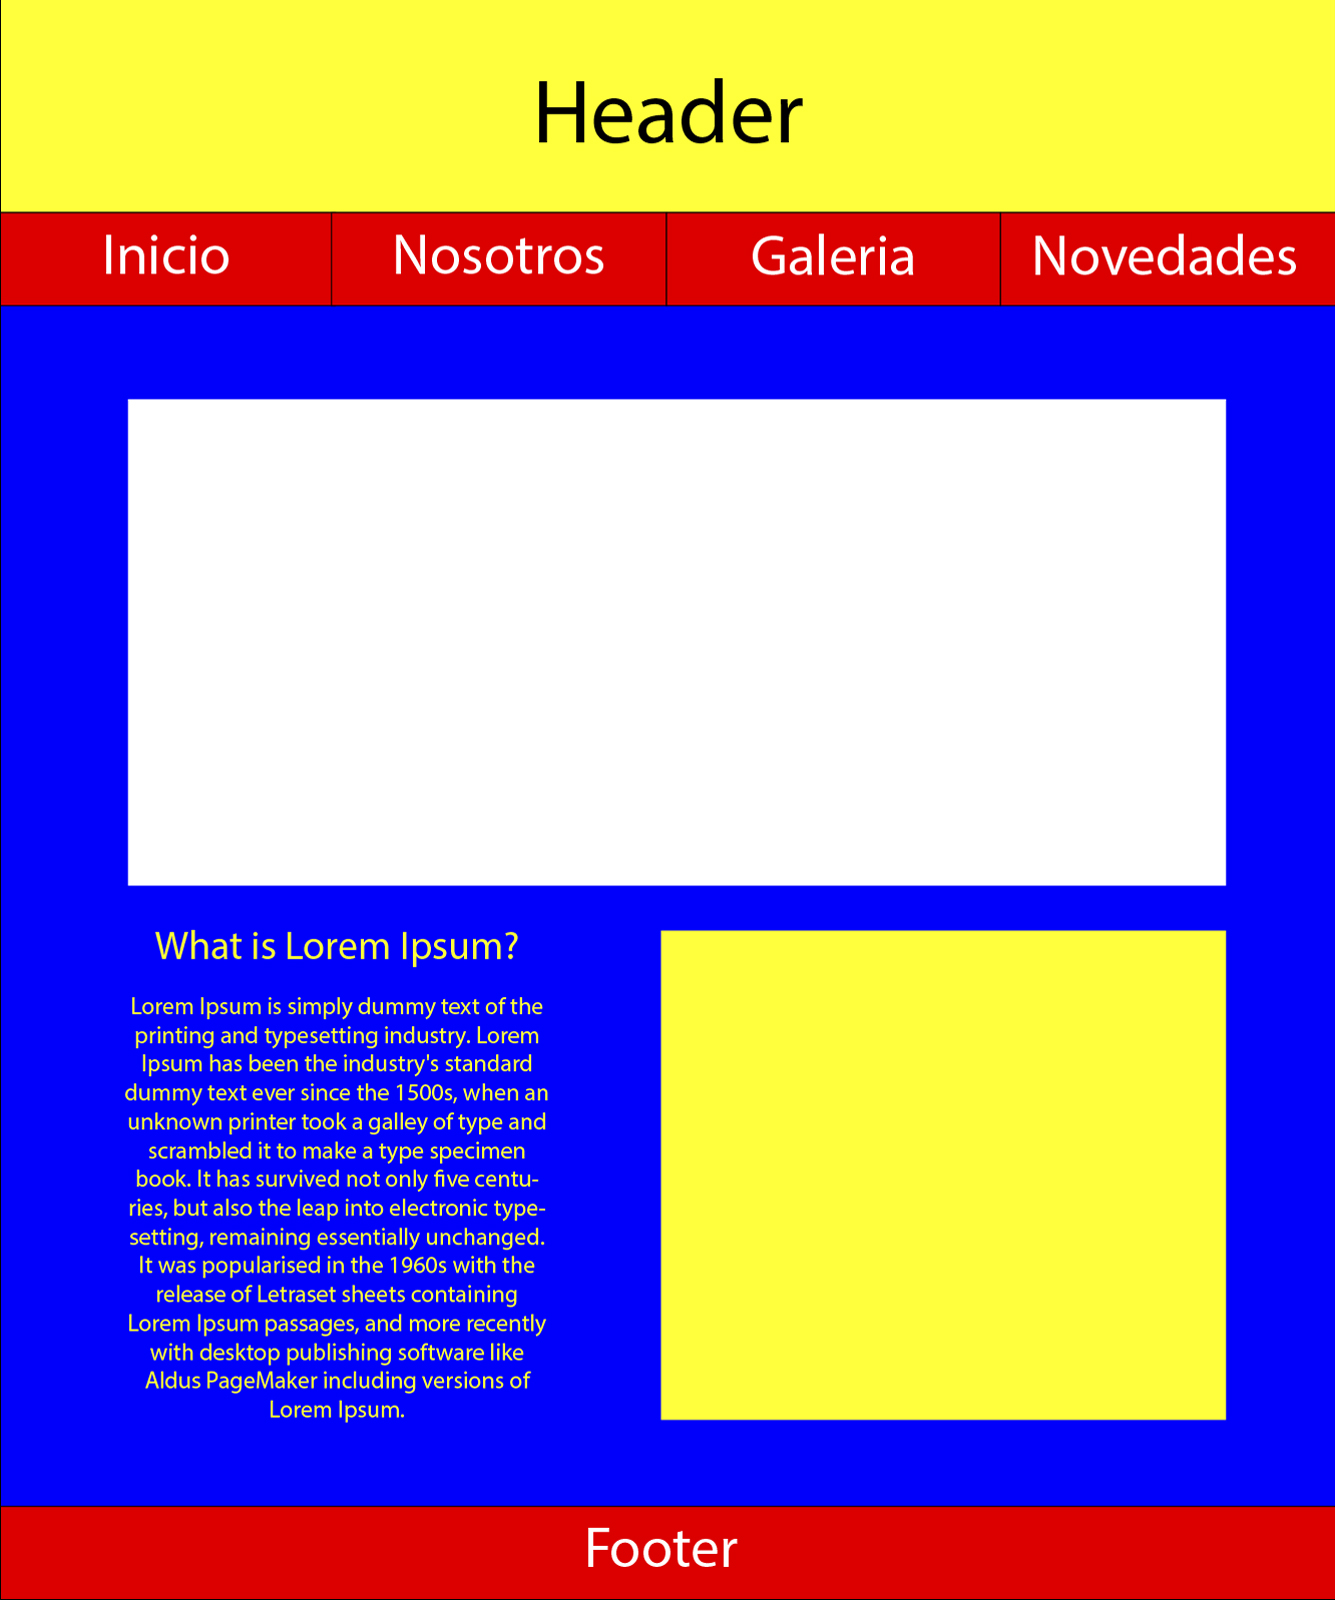 Header
Inicio Nosotros Galeria Novedades
What is Lorem Ipsum?
Lorem Ipsum is simply dummy text of the
printing and typesetting industry. Lorem
Ipsum has been the industry's standard
dummy text ever since the 1500s, when an
unknown printer took a galley of type and
scrambled it to make a type specimen
book. It has survived not only five centu-
ries, but also the leap into electronic type-
setting, remaining essentially unchanged.
It was popularised in the 1960s with the
release of Letraset sheets containing
Lorem Ipsum passages, and more recently
with desktop publishing software like
Aldus PageMaker including versions of
Lorem Ipsum.
Footer